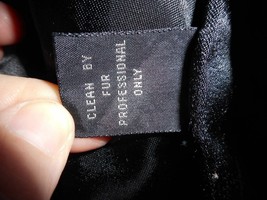 CLEAN BY
FUR
PROFESSIONAL
ONLY.